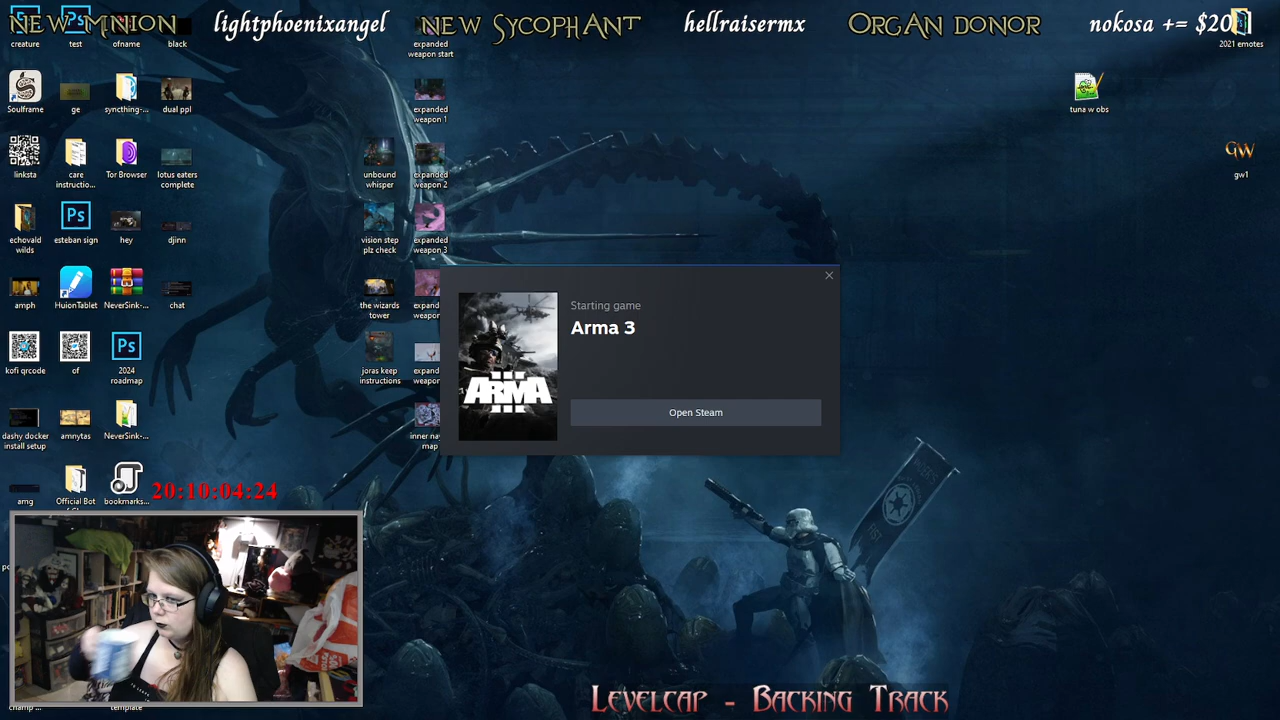 NEW MINION
lightphoenixangel
NEW SYCOPHANT
hellraisermx
ORGAN DONOR
nokosa += $20
creature
test
ofname
black
expanded
weapon start
2021 emotes
Soulframe
ge
syncthing-...
dual ppl
expanded
weapon 1
tuna w obs
linksta
care
instructio...
Tor Browser
lotus eaters
complete
unbound
whisper
expanded
weapon 2
GW
gw1
echovald
wilds
Ps
esteban sign
hey
djinn
vision step
plz check
expanded
weapon 3
amph
HuionTablet
NeverSink-...
chat
the wizards
tower
kofi qrcode
of
Ps
2024
roadmap
joras keep
instructions
dashy docker
install setup
amnytas
NeverSink-...
inner
map
amg
Official Bot
bookmarks...
Starting game
Arma 3
ARMA
III
Open Steam
20:10:04:24
template
LEVELCAP - BACKING TRACK